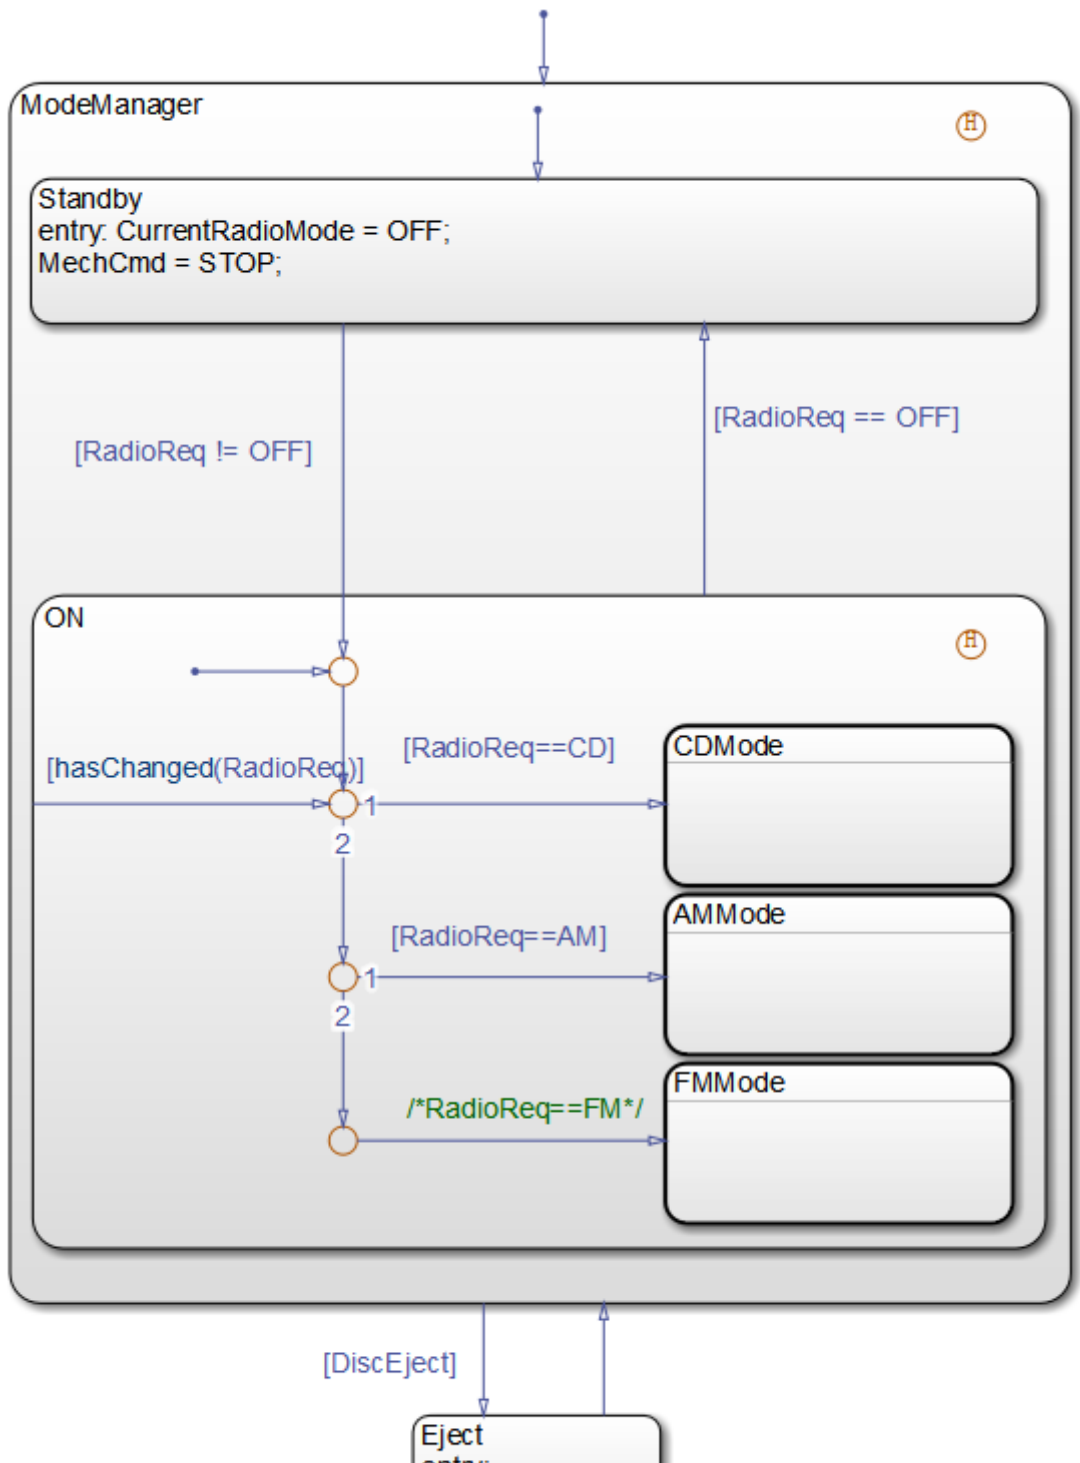 ModeManager
H
Standby
entry: CurrentRadioMode = OFF;
MechCmd = STOP;
[RadioReq == OFF]
[RadioReq != OFF]
ON
H
[RadioReq==CD]
CDMode
[hasChanged(RadioReq)]
1
2
AMMode
[RadioReq==AM]
1
2
FMMode
/*RadioReq==FM*/
[DiscEject]
Eject
entry: